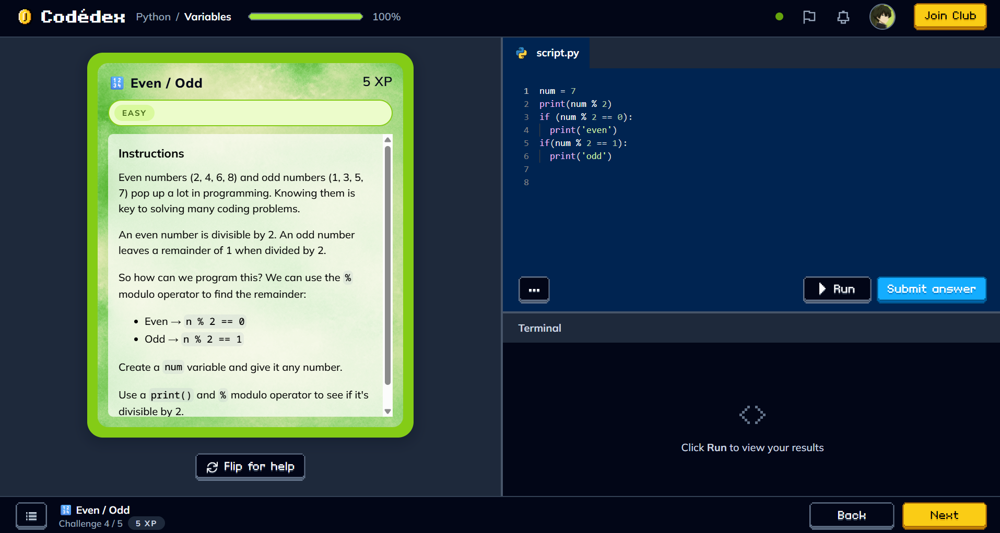 Codédex Python / Variables 100% Join Club
Even / Odd 5 XP
EASY
Instructions
Even numbers (2, 4, 6, 8) and odd numbers (1, 3, 5,
7) pop up a lot in programming. Knowing them is
key to solving many coding problems.
An even number is divisible by 2. An odd number
leaves a remainder of 1 when divided by 2.
So how can we program this? We can use the %
modulo operator to find the remainder:
• Even → n % 2 == 0
• Odd → n % 2 == 1
Create a num variable and give it any number.
Use a print() and % modulo operator to see if it's
divisible by 2.
Flip for help
script.py
1 num = 7
2 print(num % 2)
3 if (num % 2 == 0):
4   print('even')
5 if(num % 2 == 1):
6   print('odd')
7
8
... Run Submit answer
Terminal
Click Run to view your results
Even / Odd
Challenge 4 / 5 5 XP
Back Next